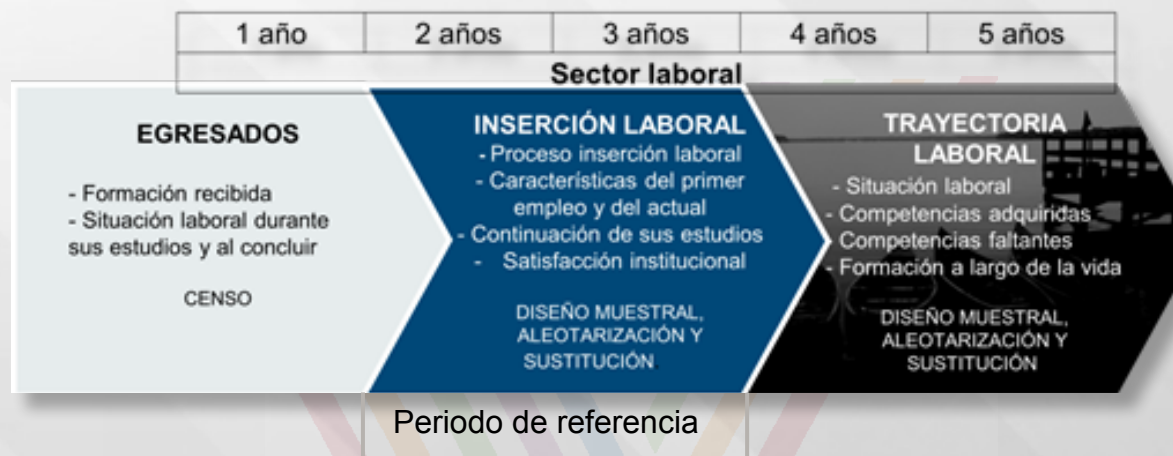 1 año 2 años 3 años 4 años 5 años
Sector laboral
EGRESADOS
- Formación recibida
- Situación laboral durante
sus estudios y al concluir
CENSO
INSERCIÓN LABORAL
- Proceso inserción laboral
- Características del primer
empleo y del actual
- Continuación de sus estudios
- Satisfacción institucional
DISEÑO MUESTRAL,
ALEOTARIZACIÓN Y
SUSTITUCIÓN.
TRAYECTORIA
LABORAL
- Situación laboral
- Competencias adquiridas
- Competencias faltantes
- Formación a largo de la vida
DISEÑO MUESTRAL,
ALEOTARIZACIÓN Y
SUSTITUCIÓN
Periodo de referencia